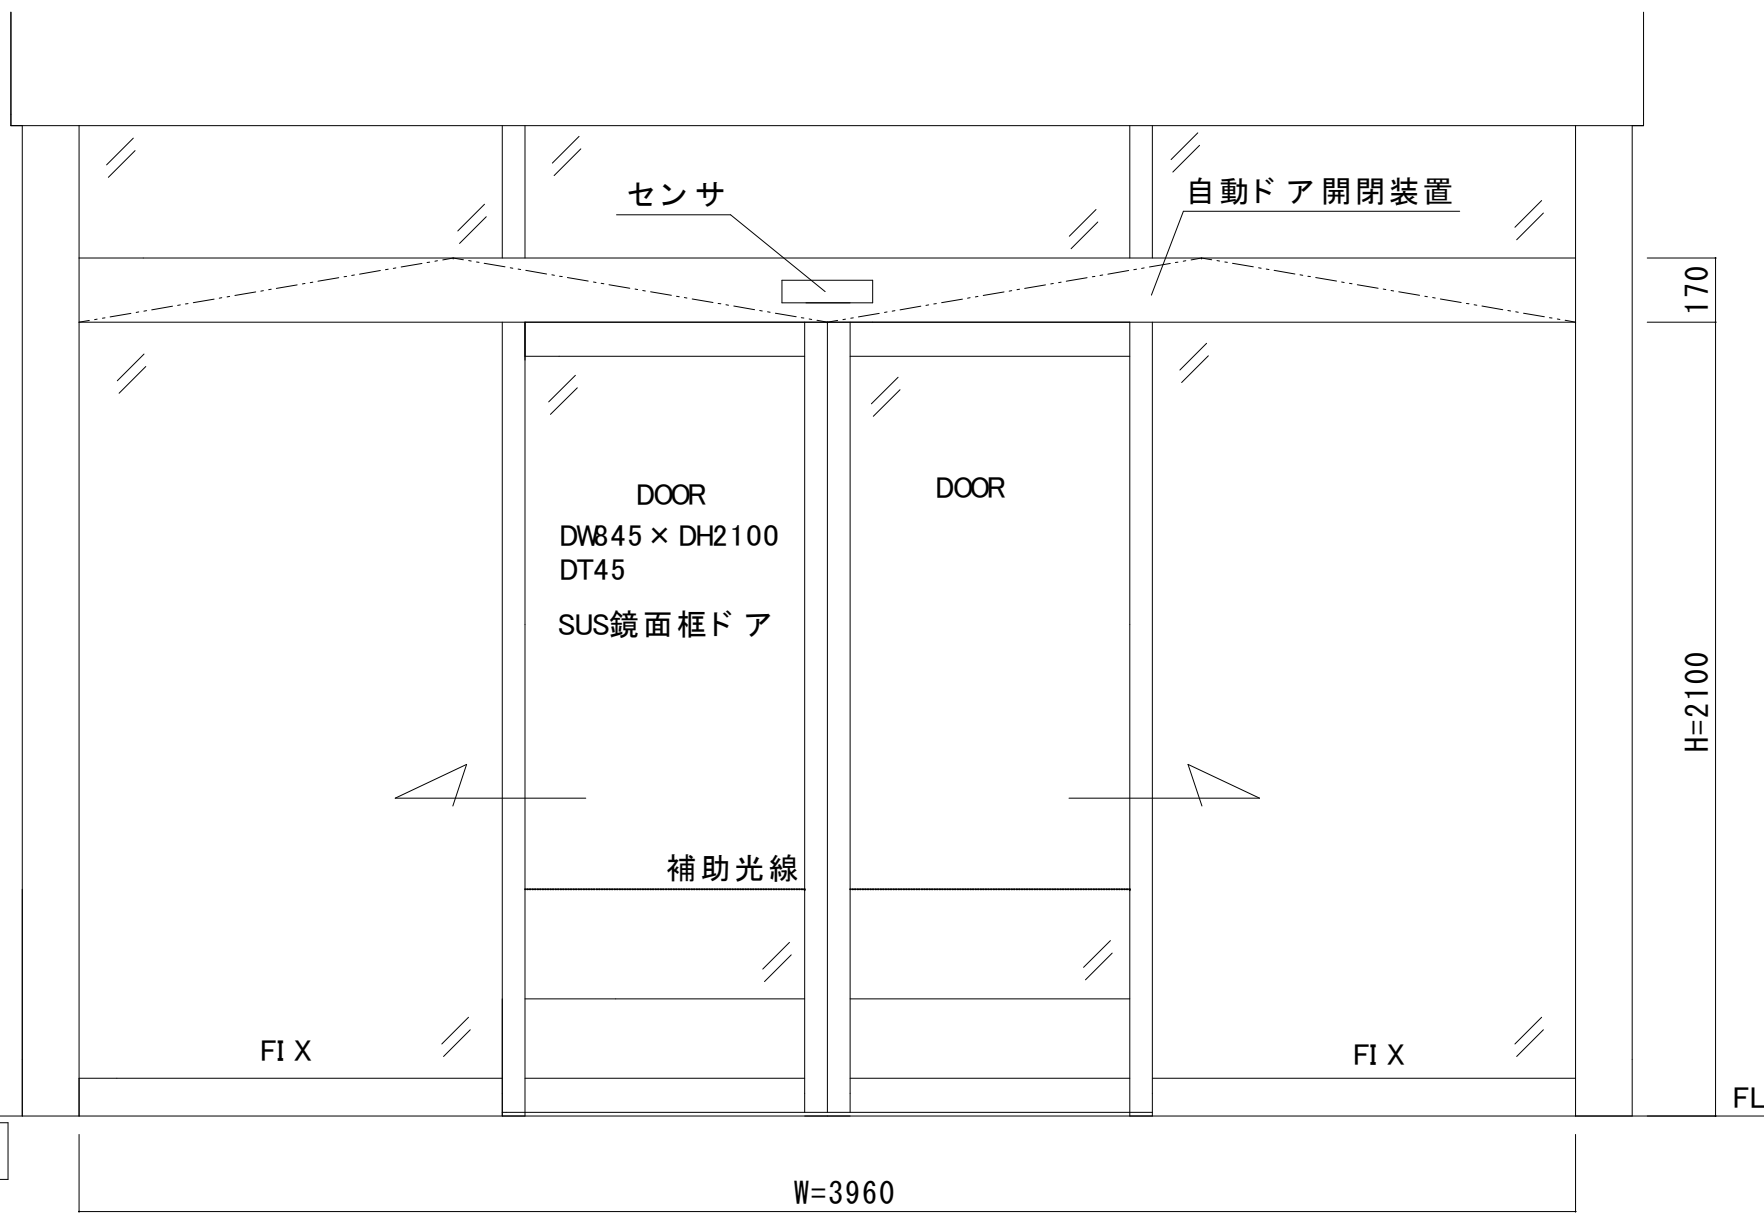 センサ
自動ドア開閉装置
170
DOOR
DW845×DH2100
DT45
SUS鏡面框ドア
DOOR
H=2100
補助光線
FIX
FIX
FL
W=3960